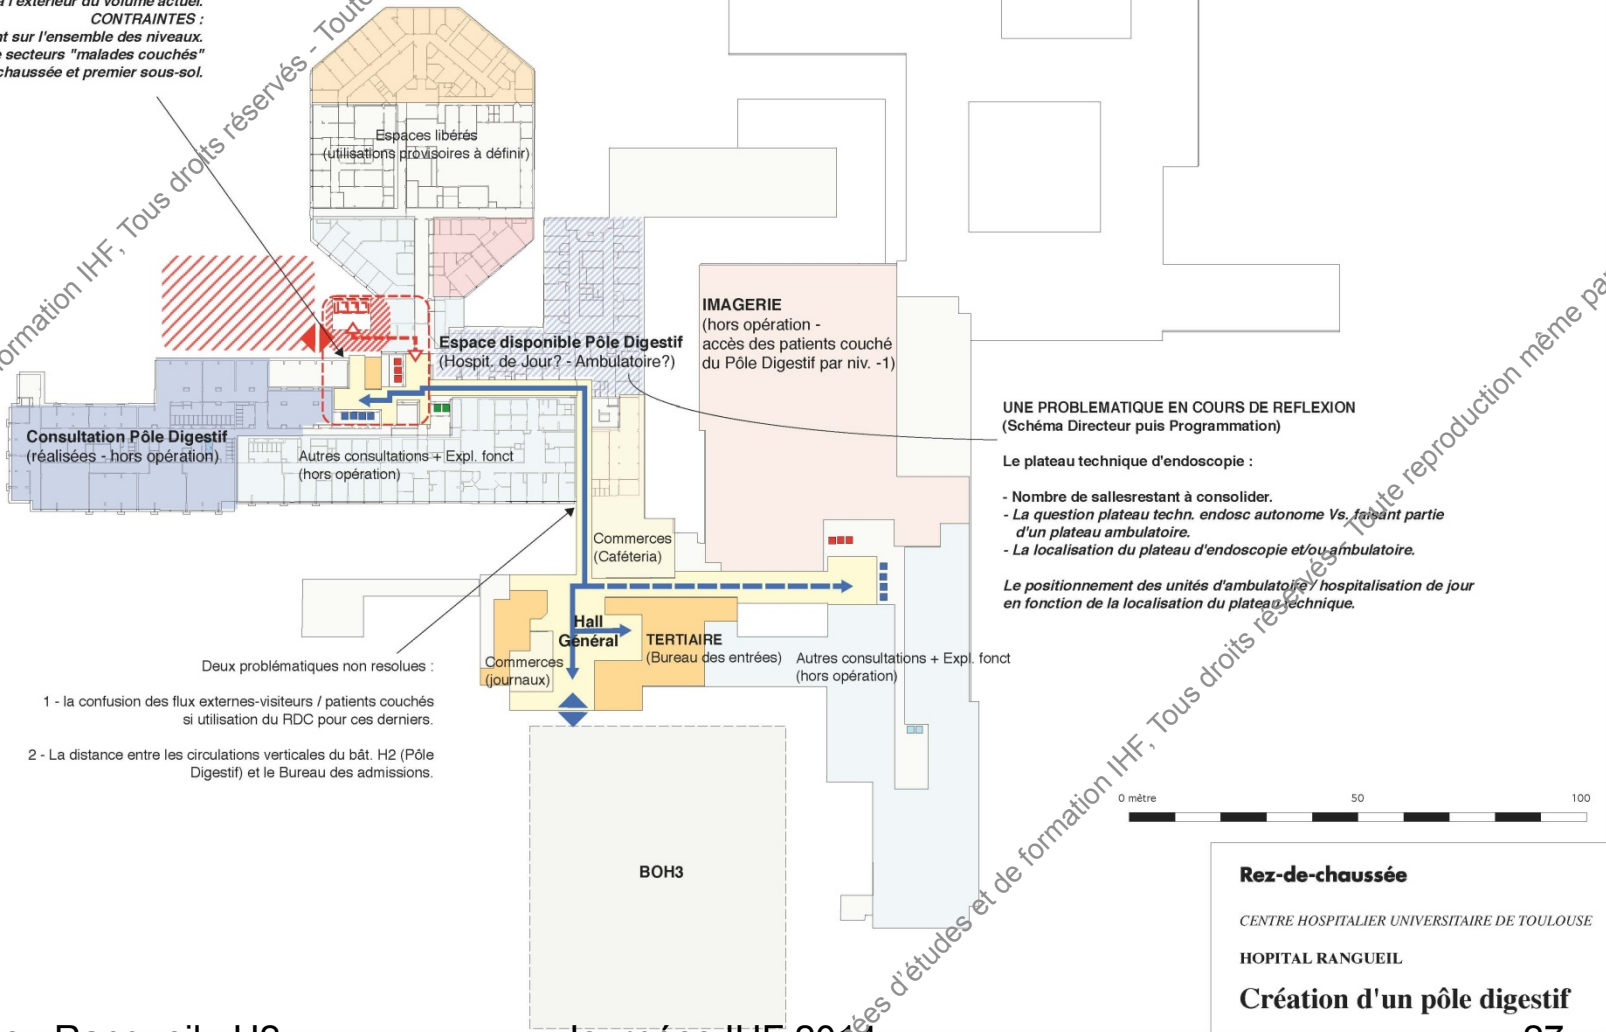 à l'extérieur du volume actuel.
CONTRAINTES :
nt sur l'ensemble des niveaux.
e secteurs "malades couchés"
chaussée et premier sous-sol.
Espaces libérés
(utilisations provisoires à définir)
IMAGERIE
(hors opération -
accès des patients couché
du Pôle Digestif par niv. -1)
Espace disponible Pôle Digestif
(Hospit. de Jour? - Ambulatoire?)
Consultation Pôle Digestif
(réalisées - hors opération)
Autres consultations + Expl. fonct
(hors opération)
UNE PROBLEMATIQUE EN COURS DE REFLEXION
(Schéma Directeur puis Programmation)
Le plateau technique d'endoscopie :
- Nombre de sallesrestant à consolider.
- La question plateau techn. endosc autonome Vs. faisant partie
d'un plateau ambulatoire.
- La localisation du plateau d'endoscopie et/ou ambulatoire.
Le positionnement des unités d'ambulatoire / hospitalisation de jour
en fonction de la localisation du plateau technique.
Commerces
(Caféteria)
Hall
Général
TERTIAIRE
(Bureau des entrées)
Commerces
(journaux)
Autres consultations + Expl. fonct
(hors opération)
Deux problématiques non resolues :
1 - la confusion des flux externes-visiteurs / patients couchés
si utilisation du RDC pour ces derniers.
2 - La distance entre les circulations verticales du bât. H2 (Pôle
Digestif) et le Bureau des admissions.
BOH3
0 mètre 50 100
Rez-de-chaussée
CENTRE HOSPITALIER UNIVERSITAIRE DE TOULOUSE
HOPITAL RANGUEIL
Création d'un pôle digestif
formation IHF, Tous droits réservés - Toute
ées d'études et de formation IHF, Tous droits réservés - Toute reproduction même par